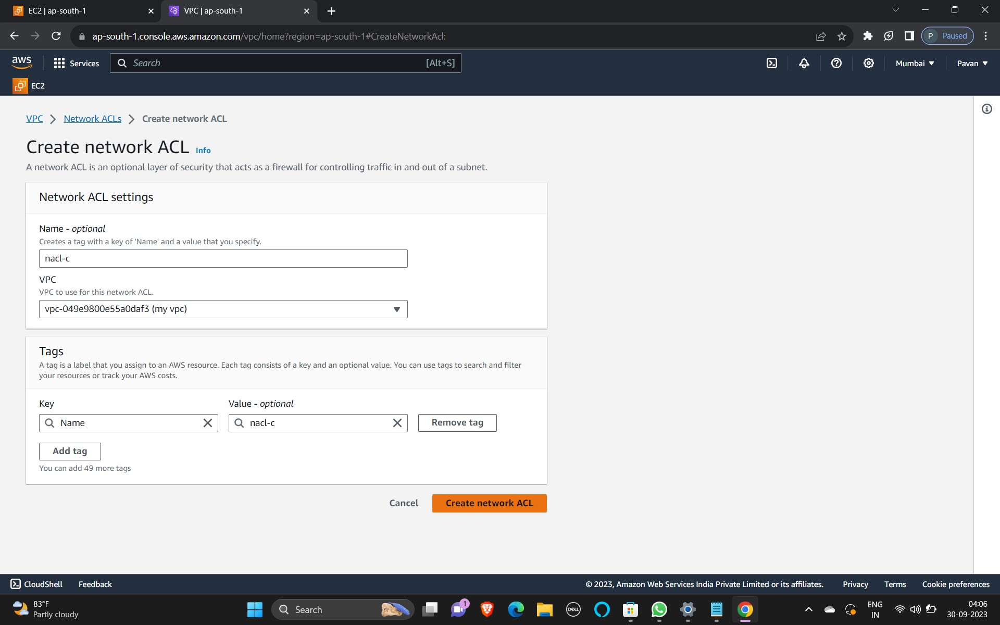 EC2 | ap-south-1
VPC | ap-south-1
ap-south-1.console.aws.amazon.com/vpc/home?region=ap-south-1#CreateNetworkAcl:
P Paused
aws
Services
Search [Alt+S]
Mumbai ▼
Pavan ▼
EC2
VPC > Network ACLs > Create network ACL
Create network ACL Info
A network ACL is an optional layer of security that acts as a firewall for controlling traffic in and out of a subnet.
Network ACL settings
Name - optional
Creates a tag with a key of 'Name' and a value that you specify.
nacl-c
VPC
VPC to use for this network ACL.
vpc-049e9800e55a0daf3 (my vpc)
Tags
A tag is a label that you assign to an AWS resource. Each tag consists of a key and an optional value. You can use tags to search and filter
your resources or track your AWS costs.
Key Value - optional
Name nacl-c Remove tag
Add tag
You can add 49 more tags
Cancel Create network ACL
CloudShell Feedback © 2023, Amazon Web Services India Private Limited or its affiliates. Privacy Terms Cookie preferences
83°F
Partly cloudy
Search
1
DELL
ENG
IN
04:06
30-09-2023